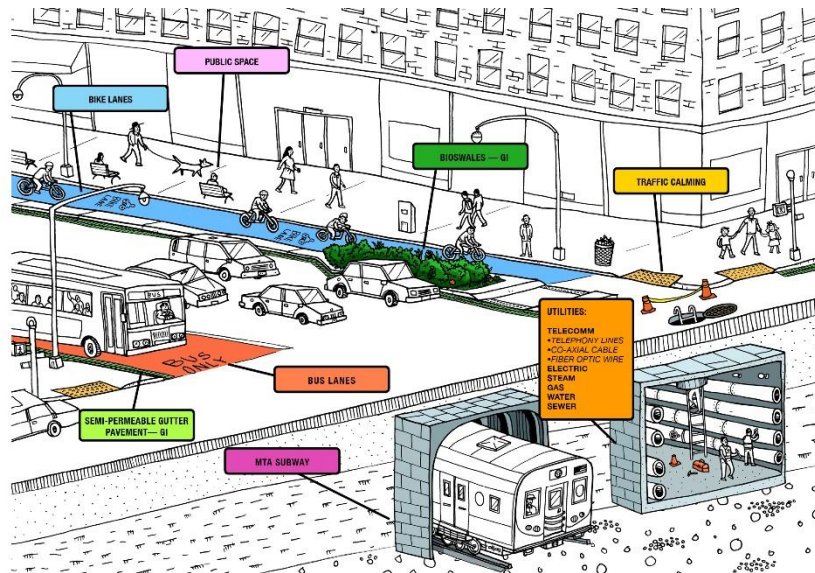 PUBLIC SPACE
BIKE LANES
BIOSWALES — GI
TRAFFIC CALMING
BUS
UTILITIES:
TELECOMM
•TELEPHONY LINES
•CO-AXIAL CABLE
•FIBER OPTIC WIRE
ELECTRIC
STEAM
GAS
WATER
SEWER
BUS
ONLY
BUS LANES
SEMI-PERMEABLE GUTTER
PAVEMENT— GI
MTA SUBWAY